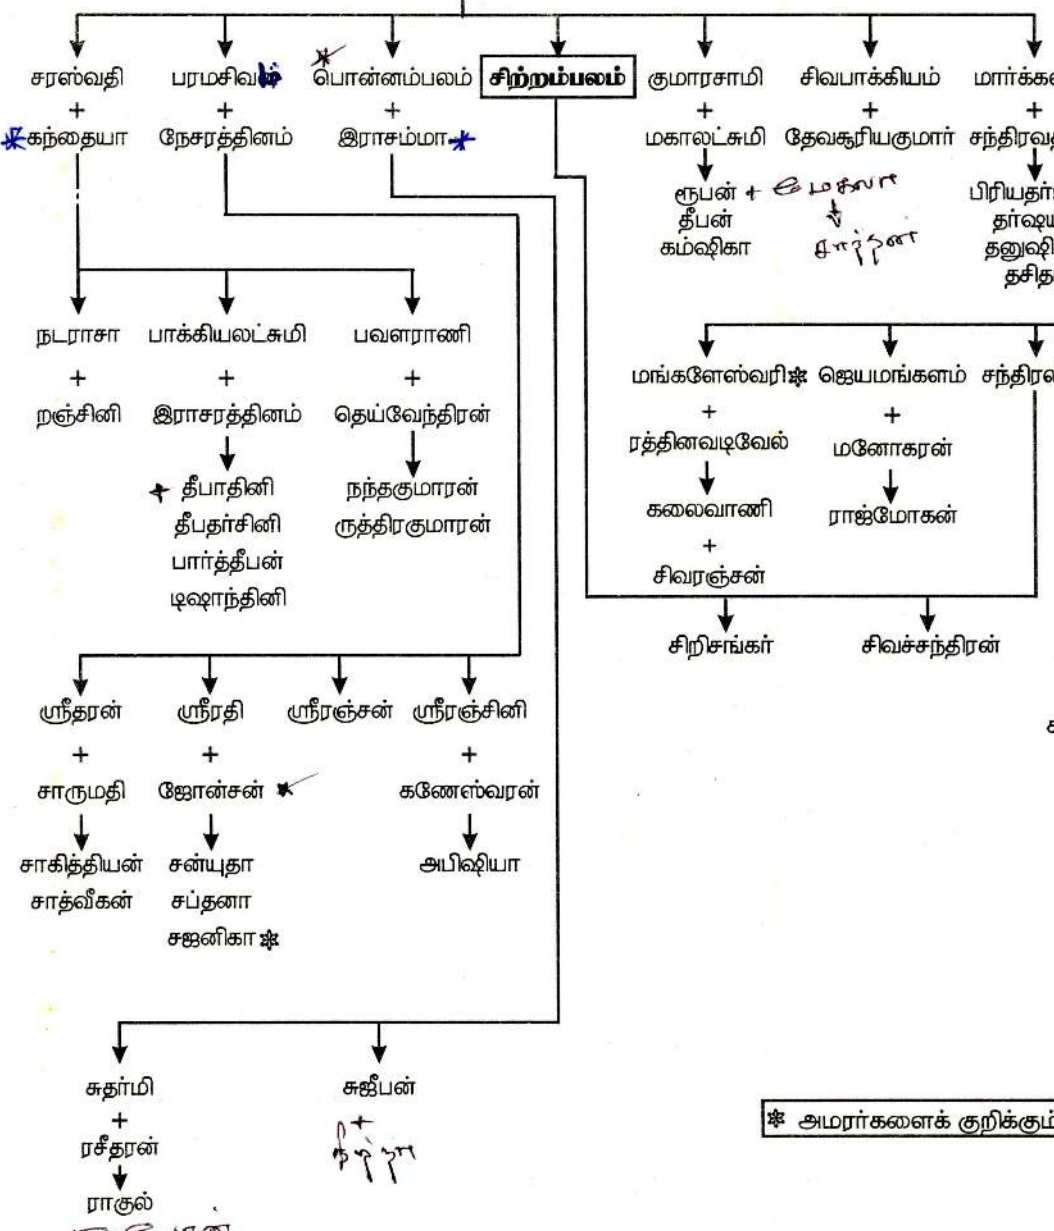 சரஸ்வதி பரமசிவம் பொன்னம்பலம் சிற்றம்பலம் குமாரசாமி சிவபாக்கியம்
+ + + + +
கந்தையா நேசரத்தினம் இராசம்மா மகாலட்சுமி தேவசூரியகுமார்
ரூபன் +
தீபன்
கம்ஷிகா
நடராசா பாக்கியலட்சுமி பவளராணி
+ + +
றஞ்சினி இராசரத்தினம் தெய்வேந்திரன்
தீபாதினி நந்தகுமாரன்
தீபதர்சினி ருத்திரகுமாரன்
பார்த்தீபன்
டிஷாந்தினி
மங்களேஸ்வரி❃ ஜெயமங்களம்
+ +
ரத்தினவடிவேல் மனோகரன்
கலைவாணி ராஜ்மோகன்
+
சிவரஞ்சன்
சிறிசங்கர் சிவச்சந்திரன்
ஸ்ரீதரன் ஸ்ரீரதி ஸ்ரீரஞ்சன் ஸ்ரீரஞ்சினி
+ + +
சாருமதி ஜோன்சன் கணேஸ்வரன்
சாகித்தியன் சன்யுதா அபிஷியா
சாத்வீகன் சப்தனா
சஜனிகா❃
சுதர்மி சுஜீபன்
+ +
ரசீதரன்
ராகுல்
❃ அமரர்களைக் குறிக்கும்